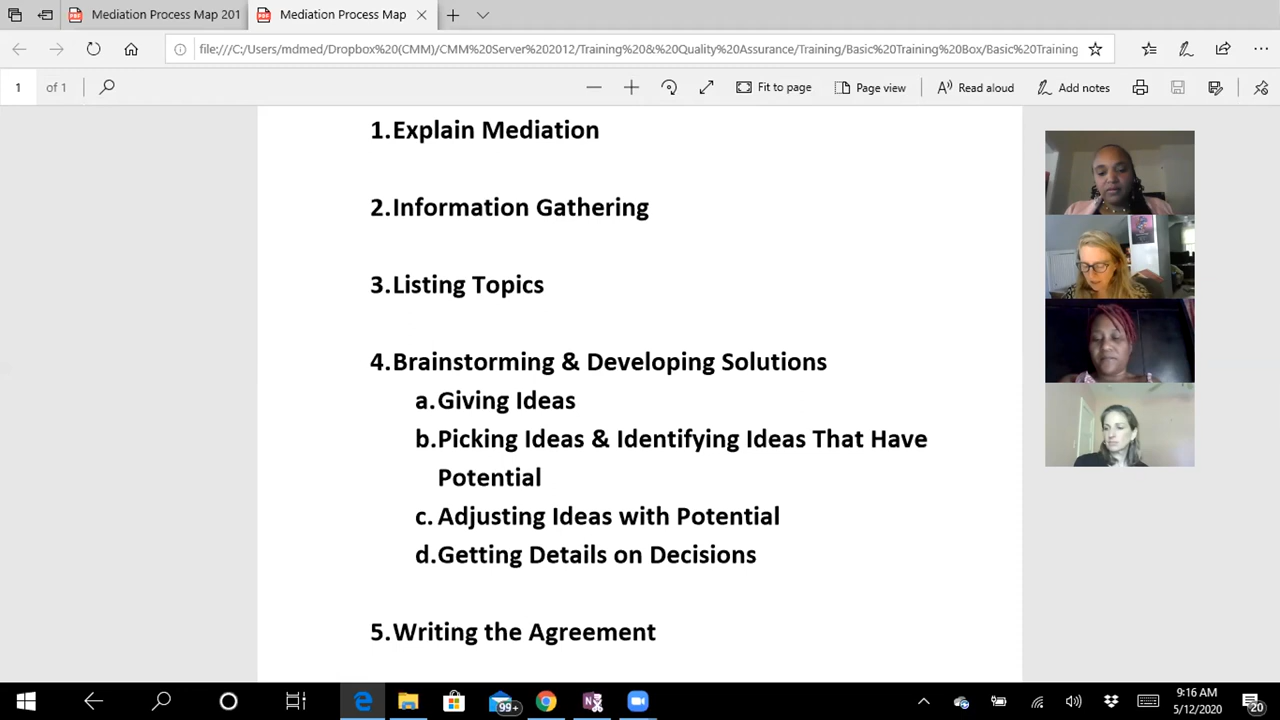 Mediation Process Map 201
Mediation Process Map
file:///C:/Users/mdmed/Dropbox%20(CMM)/CMM%20Server%202012/Training%20&%20Quality%20Assurance/Training/Basic%20Training%20Box/Basic%20Training
1 of 1
Fit to page
Page view
Read aloud
Add notes
1.Explain Mediation
2.Information Gathering
3.Listing Topics
4.Brainstorming & Developing Solutions
a.Giving Ideas
b.Picking Ideas & Identifying Ideas That Have
Potential
c. Adjusting Ideas with Potential
d.Getting Details on Decisions
5.Writing the Agreement
99+
9:16 AM
5/12/2020
20